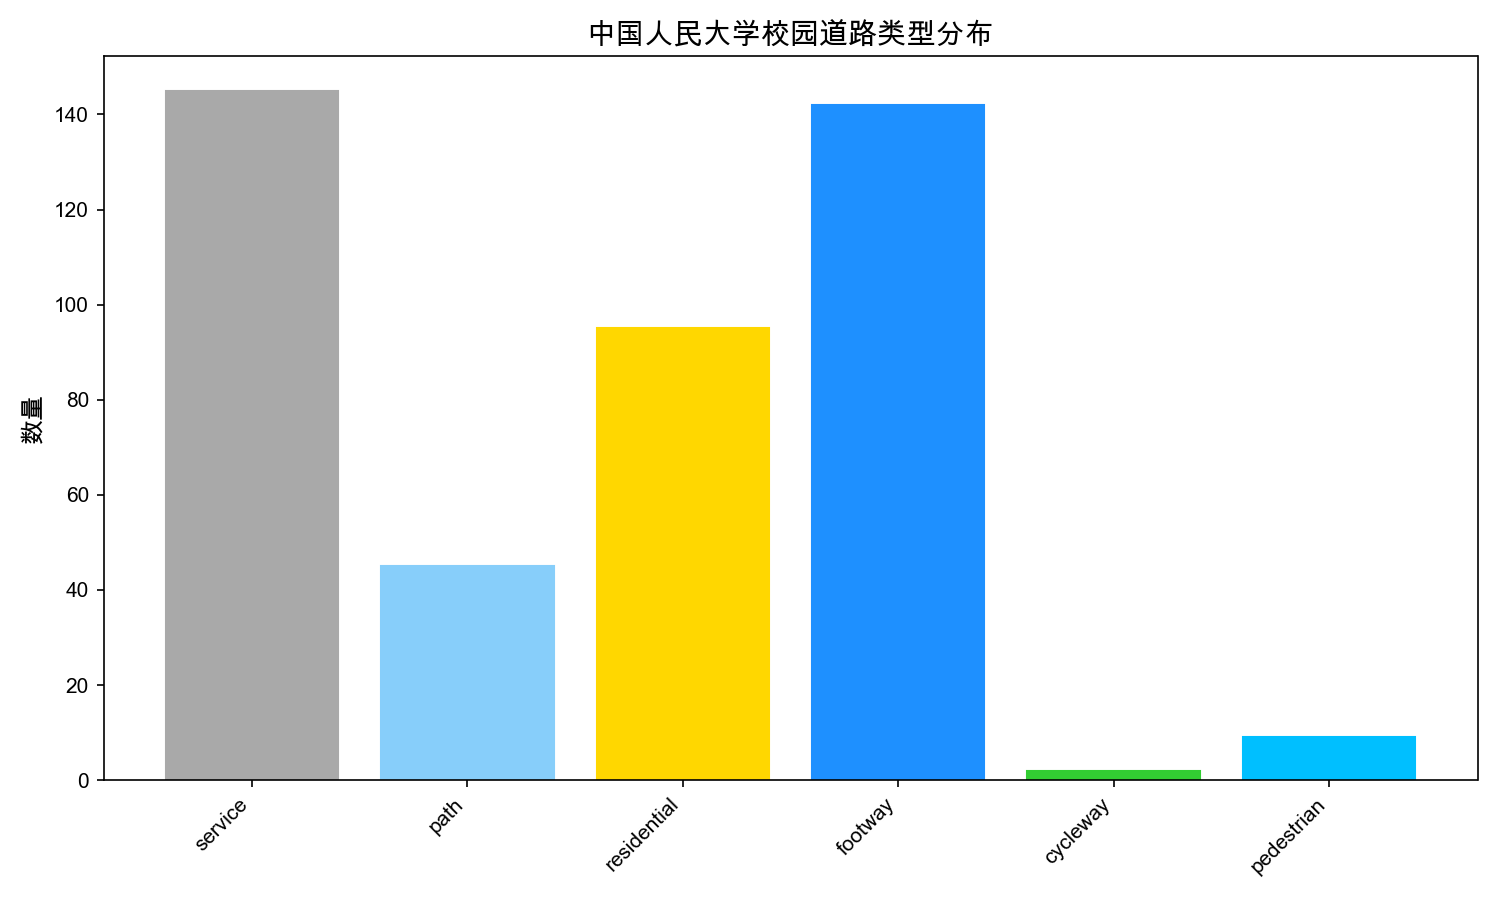 中国人民大学校园道路类型分布
数量
140
120
100
80
60
40
20
0
service
path
residential
footway
cycleway
pedestrian